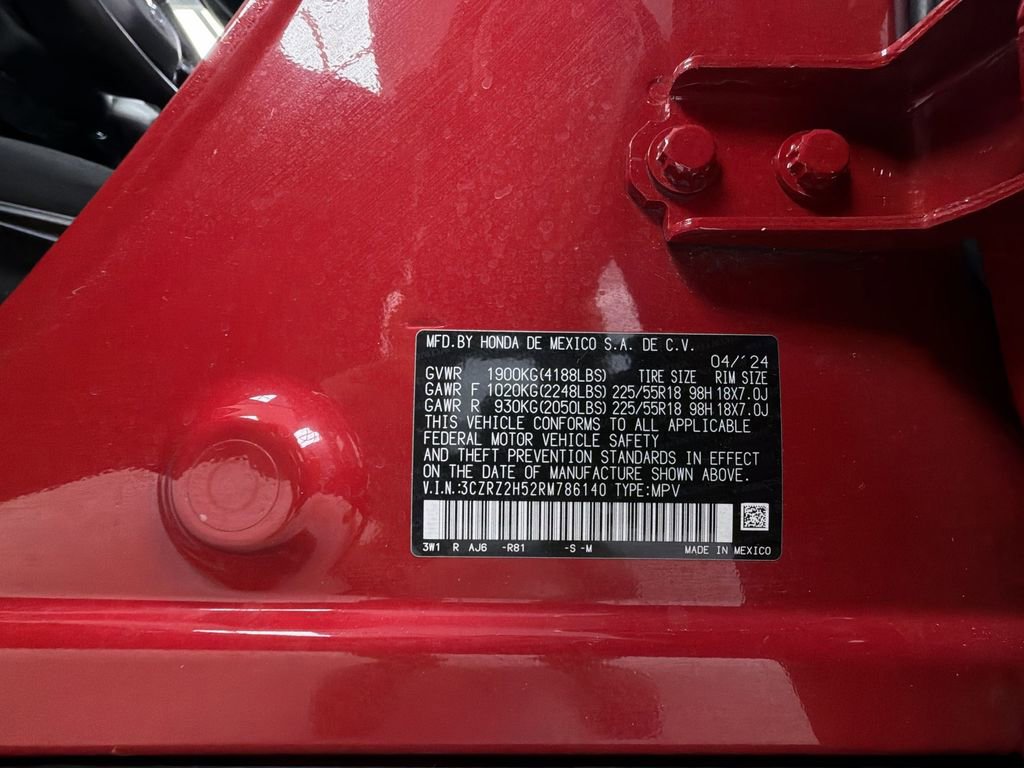 MFD.BY HONDA DE MEXICO S.A. DE C.V.
04/'24
GVWR 1900KG(4188LBS) TIRE SIZE RIM SIZE
GAWR F 1020KG(2248LBS) 225/55R18 98H 18X7.0J
GAWR R 930KG(2050LBS) 225/55R18 98H 18X7.0J
THIS VEHICLE CONFORMS TO ALL APPLICABLE
FEDERAL MOTOR VEHICLE SAFETY
AND THEFT PREVENTION STANDARDS IN EFFECT
ON THE DATE OF MANUFACTURE SHOWN ABOVE.
V.I.N.:3CZRZ2H52RM786140 TYPE:MPV
3W1 R AJ6 -R81 -S -M MADE IN MEXICO